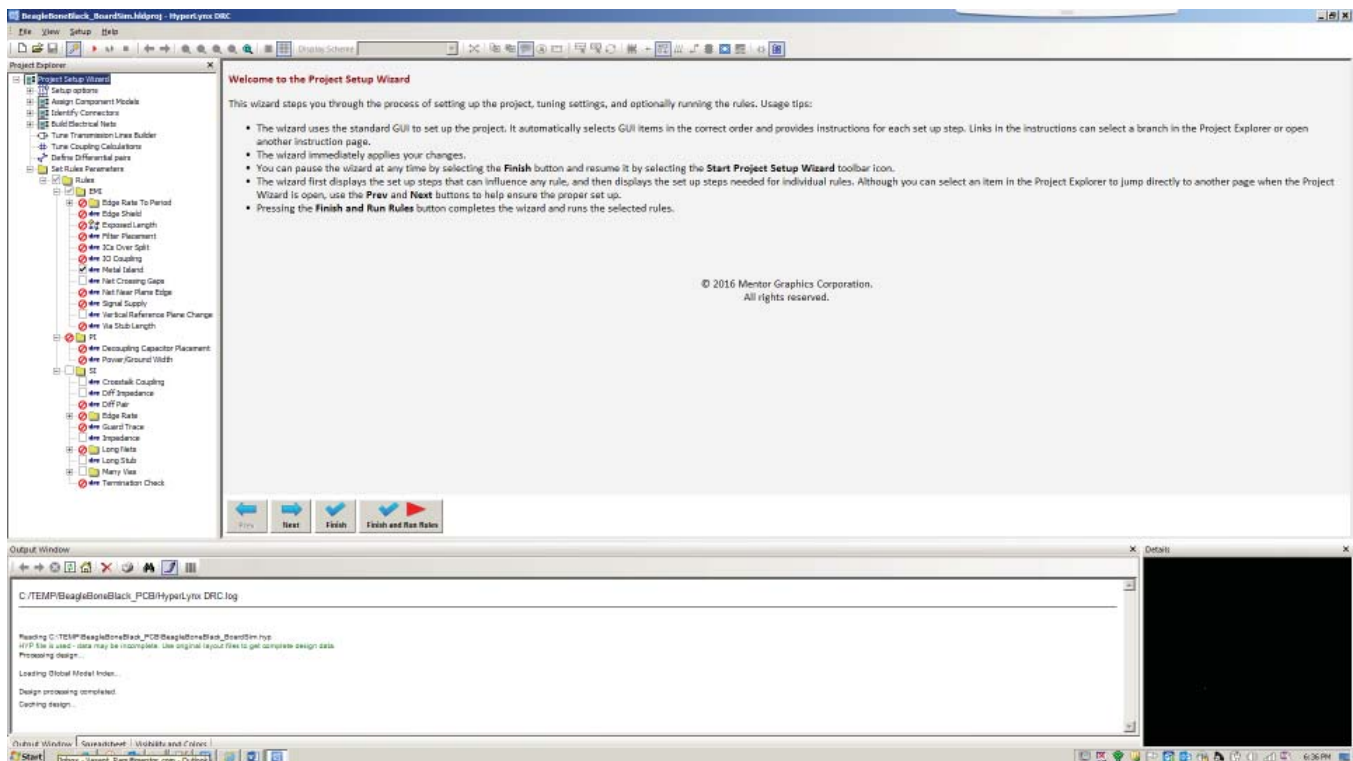 BeagleBoneBlack_BoardSim.hldproj - HyperLynx DRC
File View Setup Help
Display Scheme
Project Explorer
Project Setup Wizard
Setup options
Assign Component Models
Identify Connectors
Build Electrical Nets
Tune Transmission Lines Builder
Tune Coupling Calculations
Define Differential pairs
Set Rules Parameters
Rules
EMI
Edge Rate To Period
Edge Shield
Exposed Length
Filter Placement
ICs Over Split
IO Coupling
Metal Island
Net Crossing Gaps
Net Near Plane Edge
Signal Supply
Vertical Reference Plane Change
Via Stub Length
PI
Decoupling Capacitor Placement
Power/Ground Width
SI
Crosstalk Coupling
Diff Impedance
Diff Pair
Edge Rate
Guard Trace
Impedance
Long Nets
Long Stub
Many Vias
Termination Check
Welcome to the Project Setup Wizard
This wizard steps you through the process of setting up the project, tuning settings, and optionally running the rules. Usage tips:
• The wizard uses the standard GUI to set up the project. It automatically selects GUI items in the correct order and provides instructions for each set up step. Links in the instructions can select a branch in the Project Explorer or open
another instruction page.
• The wizard immediately applies your changes.
• You can pause the wizard at any time by selecting the Finish button and resume it by selecting the Start Project Setup Wizard toolbar icon.
• The wizard first displays the set up steps that can influence any rule, and then displays the set up steps needed for individual rules. Although you can select an item in the Project Explorer to jump directly to another page when the Project
Wizard is open, use the Prev and Next buttons to help ensure the proper set up.
• Pressing the Finish and Run Rules button completes the wizard and runs the selected rules.
© 2016 Mentor Graphics Corporation.
All rights reserved.
Prev Next Finish Finish and Run Rules
Output Window
Details
C:/TEMP/BeagleBoneBlack_PCB/HyperLynx DRC.log
Reading C:\TEMP\BeagleBoneBlack_PCB\BeagleBoneBlack_BoardSim.hyp
HYP file is used - data may be incomplete. Use original layout files to get complete design data.
Processing design...
Loading Global Model Index...
Design processing completed.
Caching design...
Output Window Spreadsheet Visibility and Colors
Start
6:36 PM